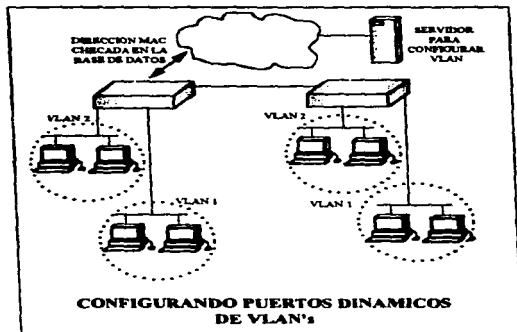 DIRECCION MAC
CHECADA EN LA
BASE DE DATOS
SERVIDOR
PARA
CONFIGURAR
VLAN
VLAN 2
VLAN 2
VLAN 1
VLAN 1
CONFIGURANDO PUERTOS DINAMICOS
DE VLAN's